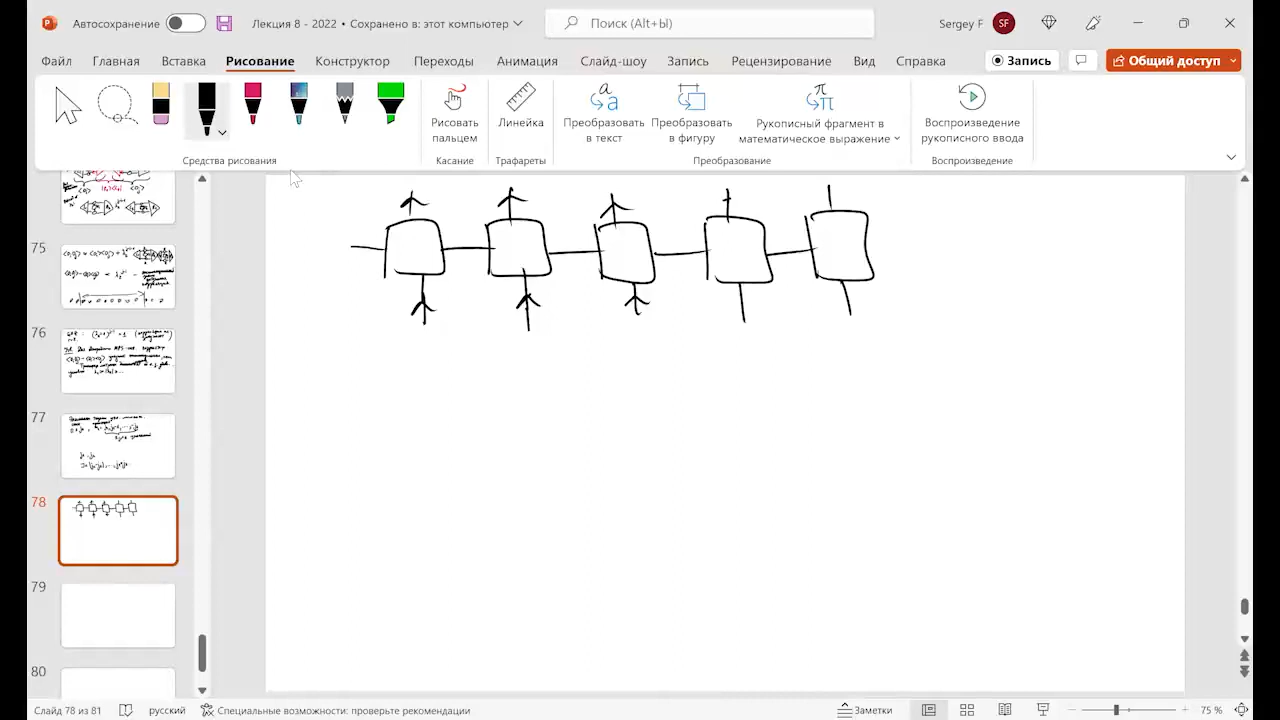 Автосохранение
Лекция 8 - 2022 • Сохранено в: этот компьютер
Поиск (Alt+Ы)
Sergey F
SF
Файл Главная Вставка Рисование Конструктор Переходы Анимация Слайд-шоу Запись Рецензирование Вид Справка
Запись
Общий доступ
Рисовать пальцем
Линейка
Преобразовать в текст
Преобразовать в фигуру
Рукописный фрагмент в математическое выражение
Воспроизведение рукописного ввода
Средства рисования
Касание
Трафареты
Преобразование
Воспроизведение
75
76
77
78
79
80
Слайд 78 из 81
русский
Специальные возможности: проверьте рекомендации
Заметки
75 %